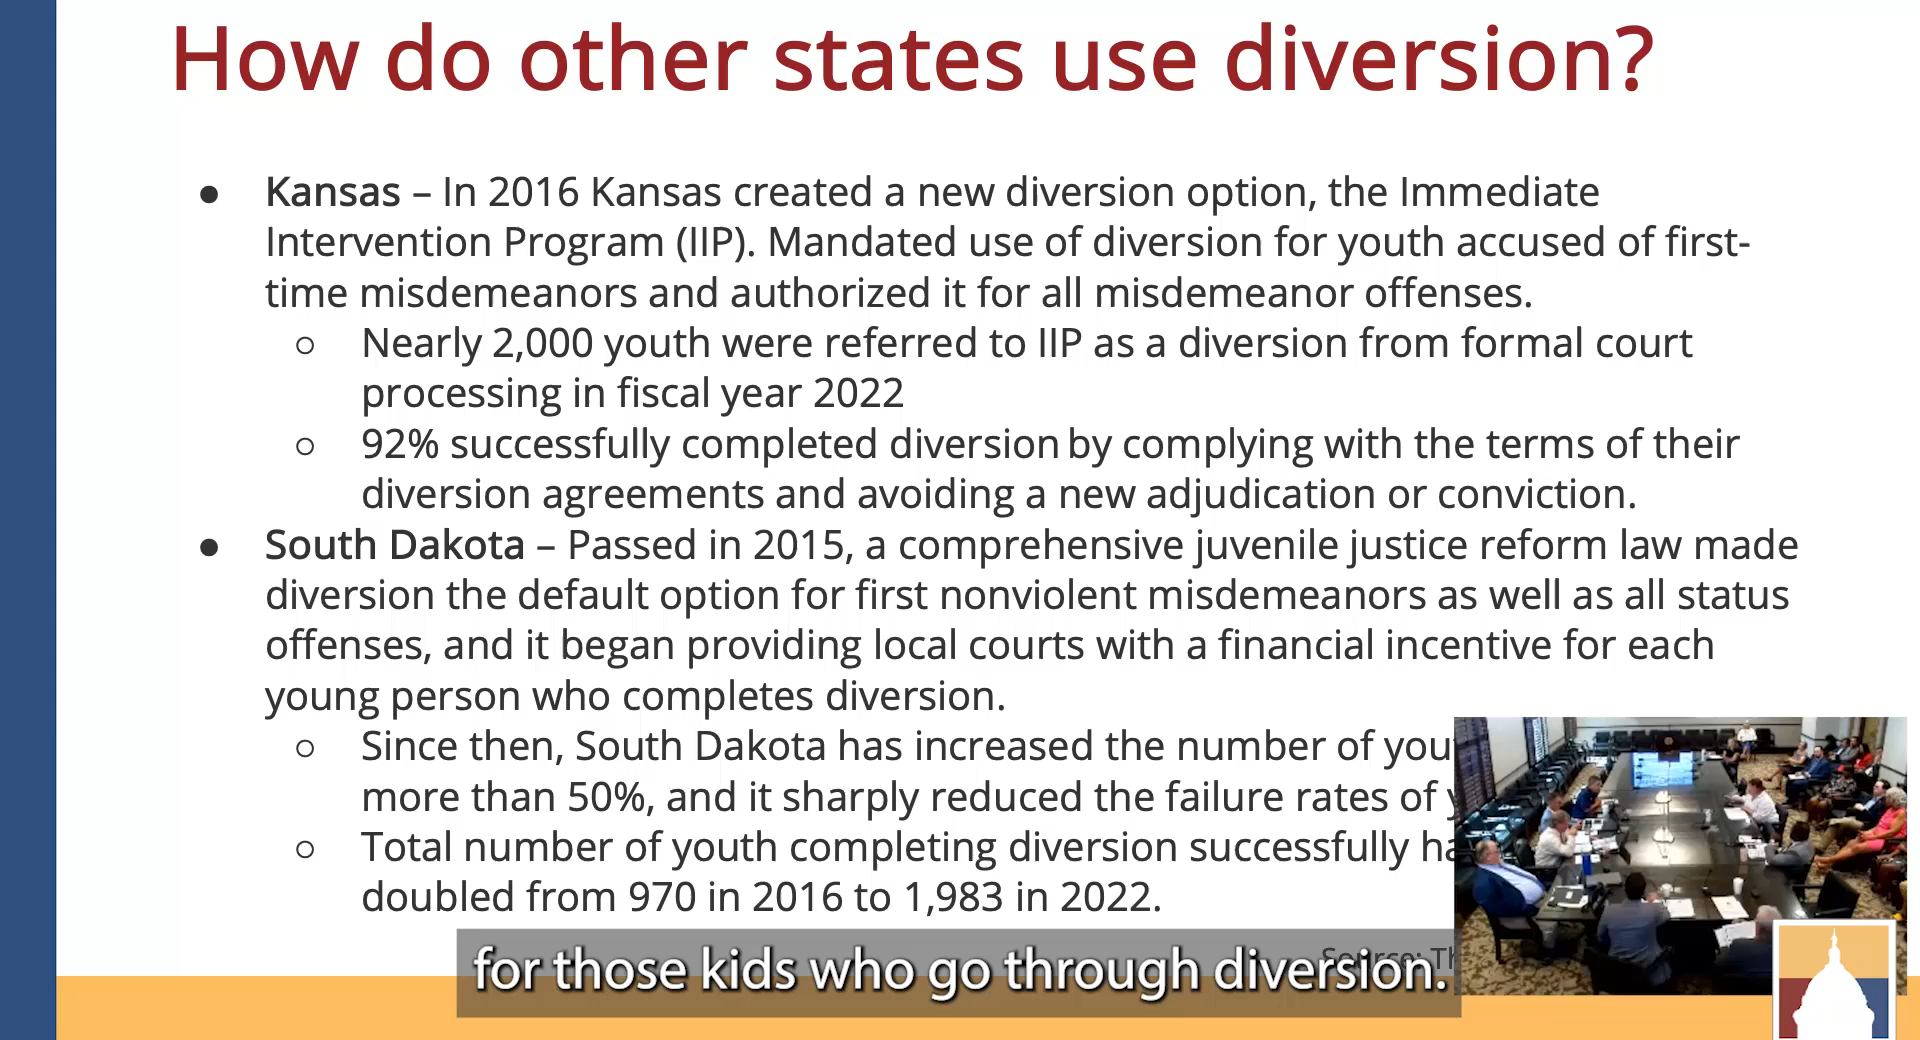 How do other states use diversion?
● Kansas – In 2016 Kansas created a new diversion option, the Immediate
Intervention Program (IIP). Mandated use of diversion for youth accused of first-
time misdemeanors and authorized it for all misdemeanor offenses.
○ Nearly 2,000 youth were referred to IIP as a diversion from formal court
processing in fiscal year 2022
○ 92% successfully completed diversion by complying with the terms of their
diversion agreements and avoiding a new adjudication or conviction.
● South Dakota – Passed in 2015, a comprehensive juvenile justice reform law made
diversion the default option for first nonviolent misdemeanors as well as all status
offenses, and it began providing local courts with a financial incentive for each
young person who completes diversion.
○ Since then, South Dakota has increased the number of
more than 50%, and it sharply reduced the failure rates of
○ Total number of youth completing diversion successfully
doubled from 970 in 2016 to 1,983 in 2022.
Source:
for those kids who go through diversion.